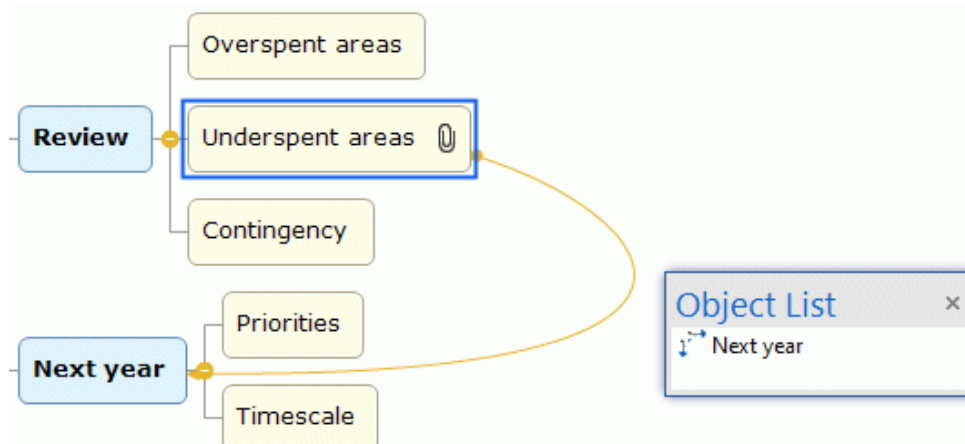 Overspent areas
Review
Underspent areas
Contingency
Priorities
Next year
Timescale
Object List
Next year